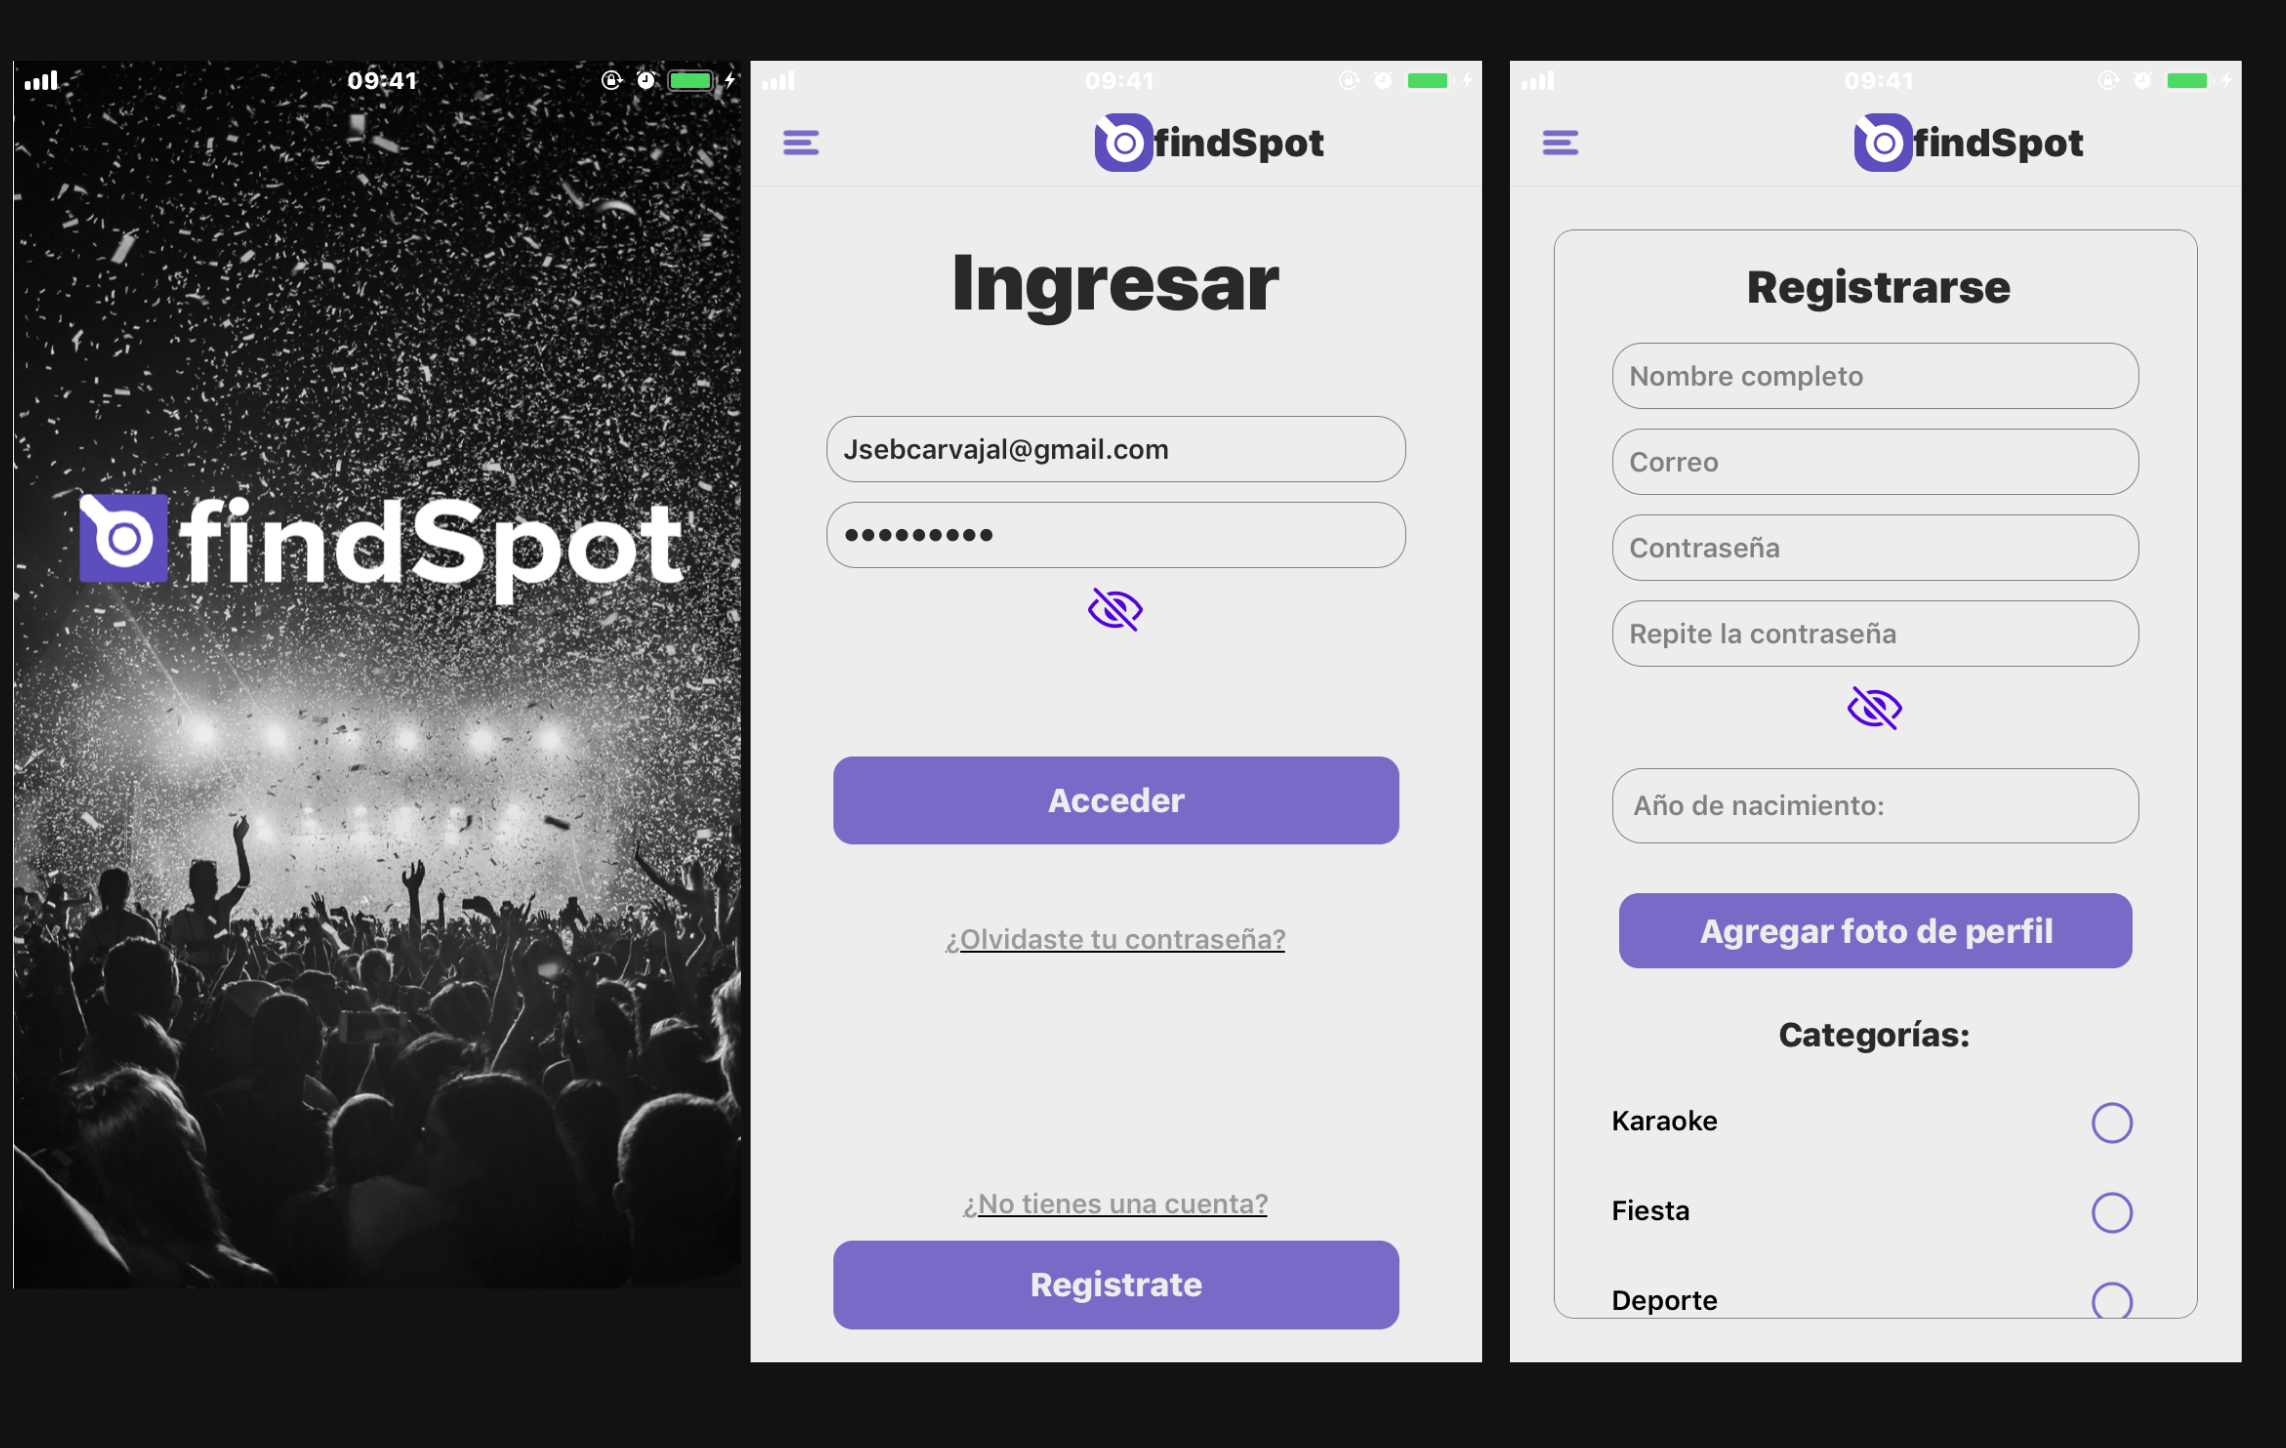 09:41
findSpot
09:41
findSpot
Ingresar
Jsebcarvajal@gmail.com
•••••••••
Acceder
¿Olvidaste tu contraseña?
¿No tienes una cuenta?
Registrate
09:41
findSpot
Registrarse
Nombre completo
Correo
Contraseña
Repite la contraseña
Año de nacimiento:
Agregar foto de perfil
Categorías:
Karaoke
Fiesta
Deporte